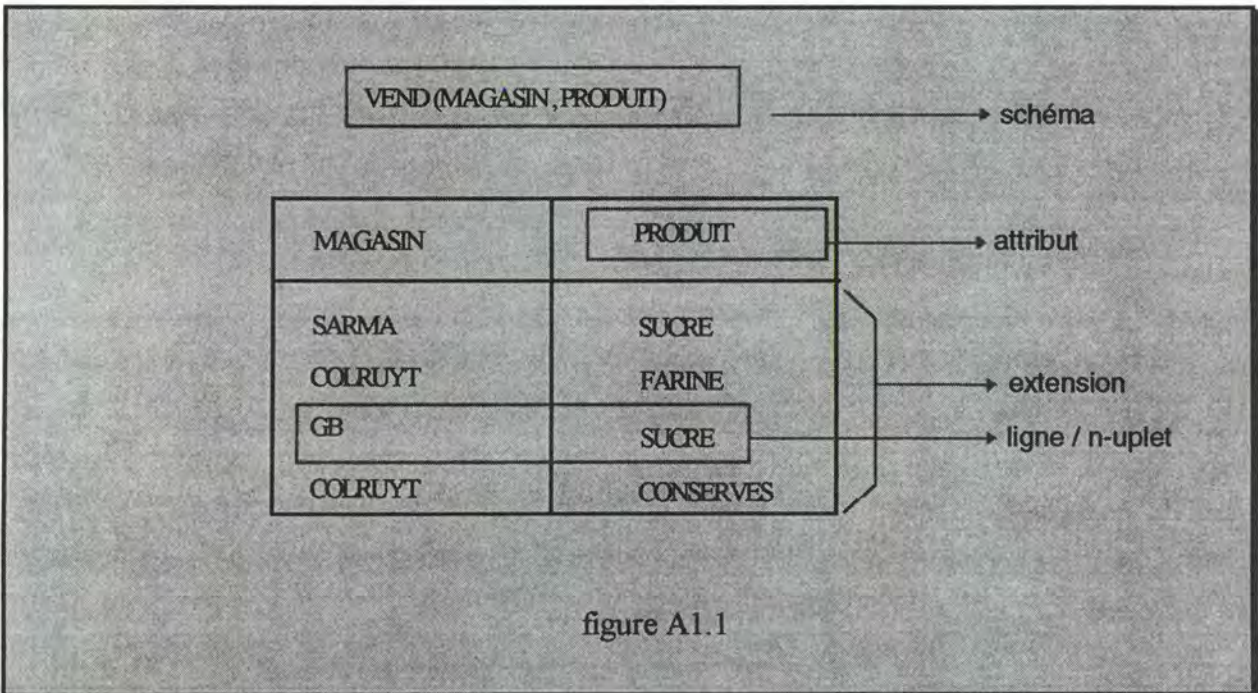 VEND (MAGASIN, PRODUIT)
schéma
MAGASIN PRODUIT
attribut
SARMA SUCRE
COLRUYT FARINE
extension
GB SUCRE
ligne / n-uplet
COLRUYT CONSERVES
figure A1.1